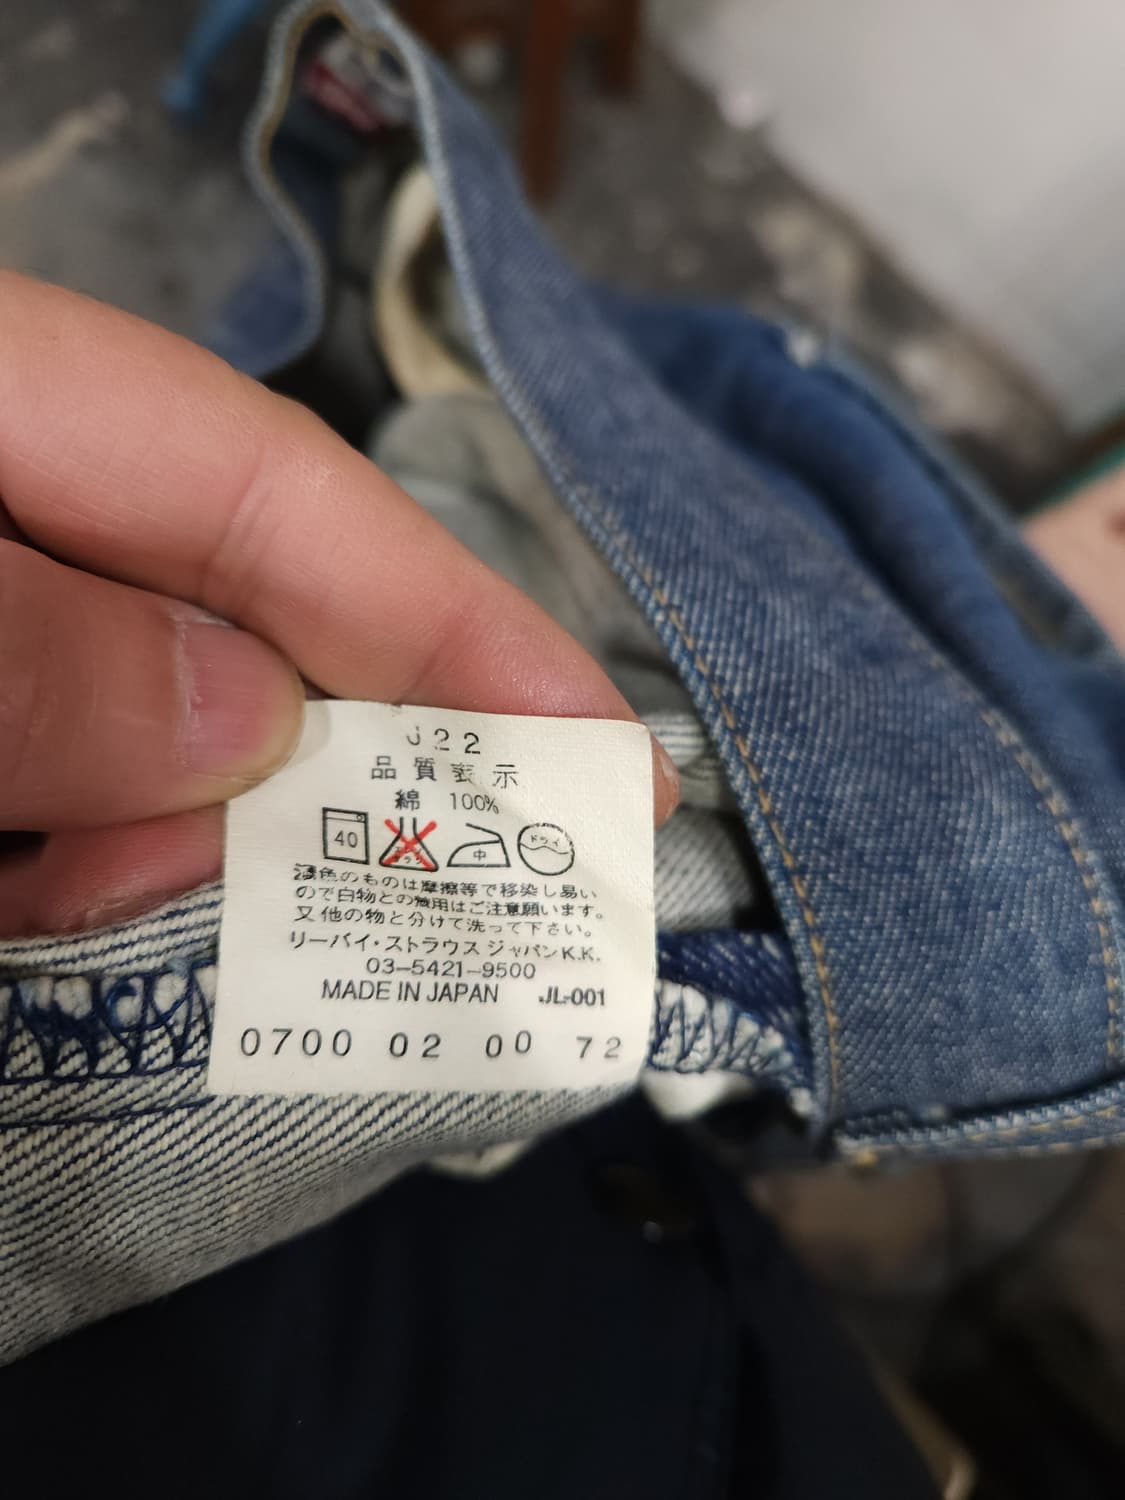 J22
品質表示
綿 100%
40 中 ドライ
濃色のものは摩擦等で移染し易い
ので白物との兼用はご注意願います。
又他の物と分けて洗って下さい。
リーバイ・ストラウス ジャパンK.K.
03-5421-9500
MADE IN JAPAN JL-001
0700 02 00 72